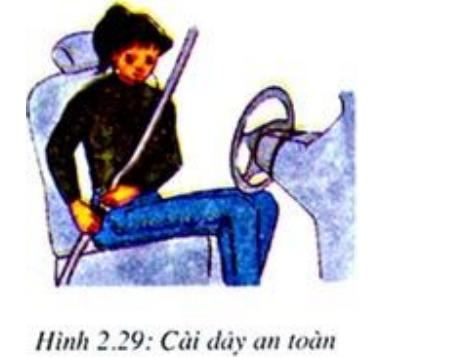 Hình 2.29: Cài dây an toàn